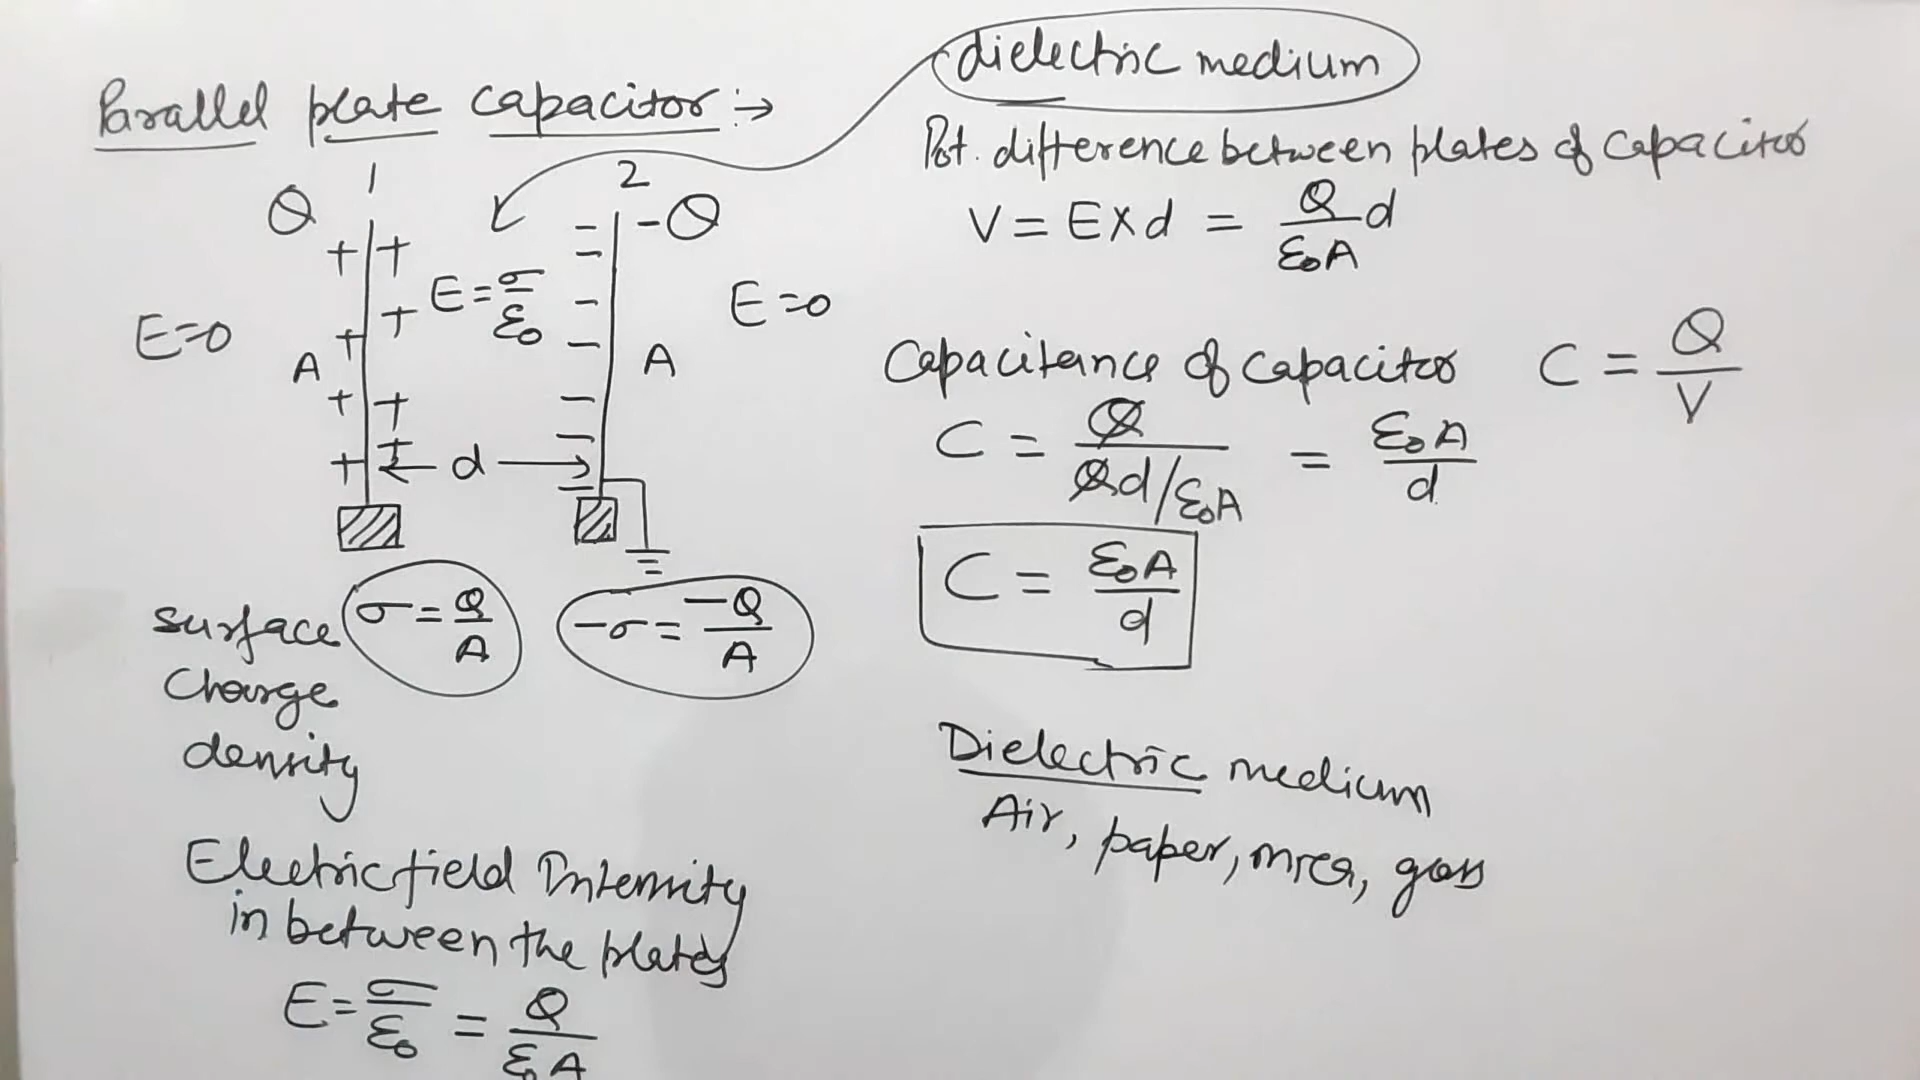 Parallel plate capacitor :→
1
2
Q
-Q
E=σ/ε₀
E=0
E=0
A
A
← d →
surface σ=Q/A -σ=-Q/A
charge
density
Electric field Intensity
in between the plates
E=σ/ε₀ = Q/ε₀A
dielectric medium
Pot. difference between plates of capacitor
V = E×d = Q/ε₀A d
Capacitance of capacitor C = Q/V
C = Q/Qd/ε₀A = ε₀A/d
C = ε₀A/d
Dielectric medium
Air, paper, mica,